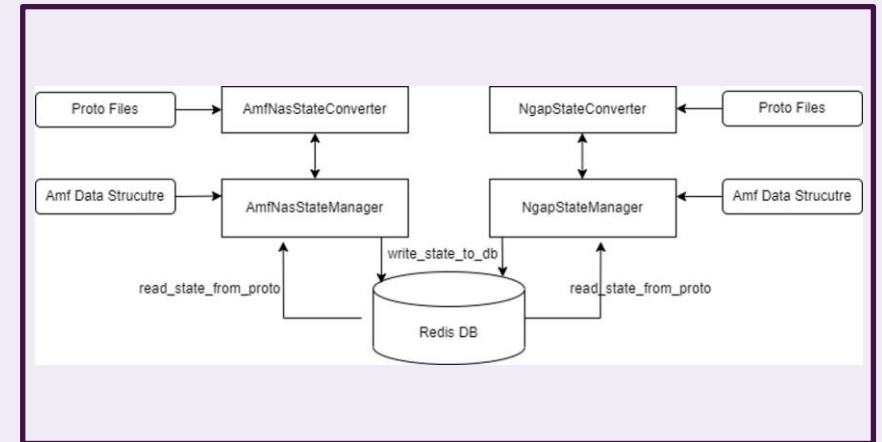 Proto Files
AmfNasStateConverter
NgapStateConverter
Proto Files
Amf Data Strucutre
AmfNasStateManager
NgapStateManager
Amf Data Strucutre
write_state_to_db
read_state_from_proto
read_state_from_proto
Redis DB